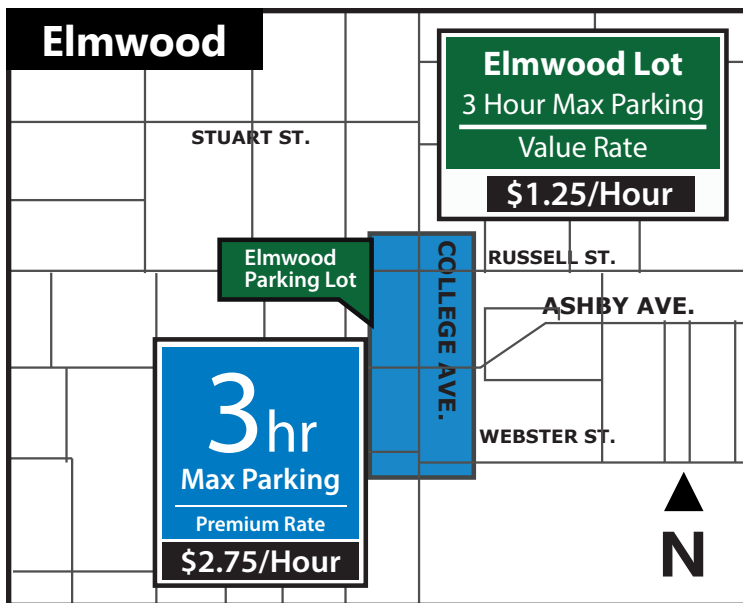 Elmwood
Elmwood Lot
3 Hour Max Parking
Value Rate
$1.25/Hour
STUART ST.
Elmwood
Parking Lot
COLLEGE AVE.
RUSSELL ST.
ASHBY AVE.
3hr
Max Parking
Premium Rate
$2.75/Hour
WEBSTER ST.
N